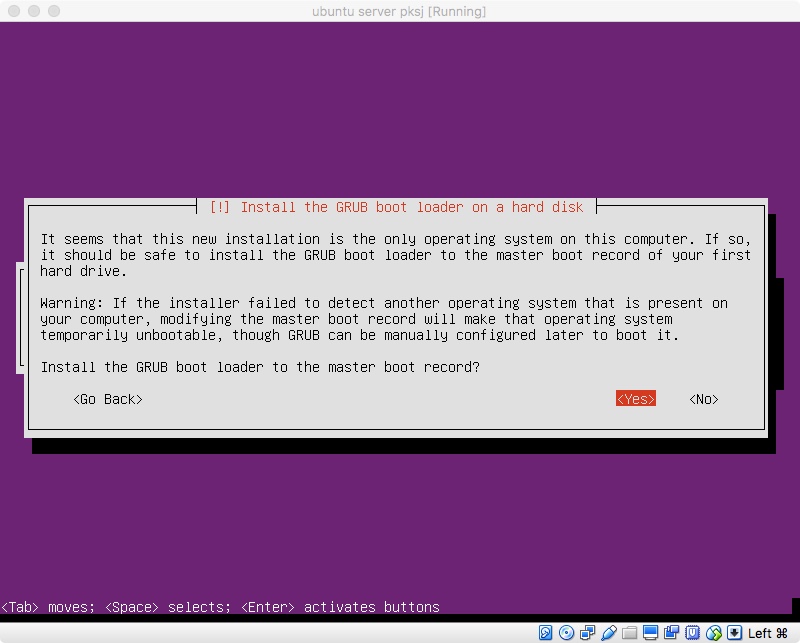 ubuntu server pksj [Running]
[!] Install the GRUB boot loader on a hard disk
It seems that this new installation is the only operating system on this computer. If so,
it should be safe to install the GRUB boot loader to the master boot record of your first
hard drive.
Warning: If the installer failed to detect another operating system that is present on
your computer, modifying the master boot record will make that operating system
temporarily unbootable, though GRUB can be manually configured later to boot it.
Install the GRUB boot loader to the master boot record?
<Go Back> <Yes> <No>
<Tab> moves; <Space> selects; <Enter> activates buttons
Left ⌘